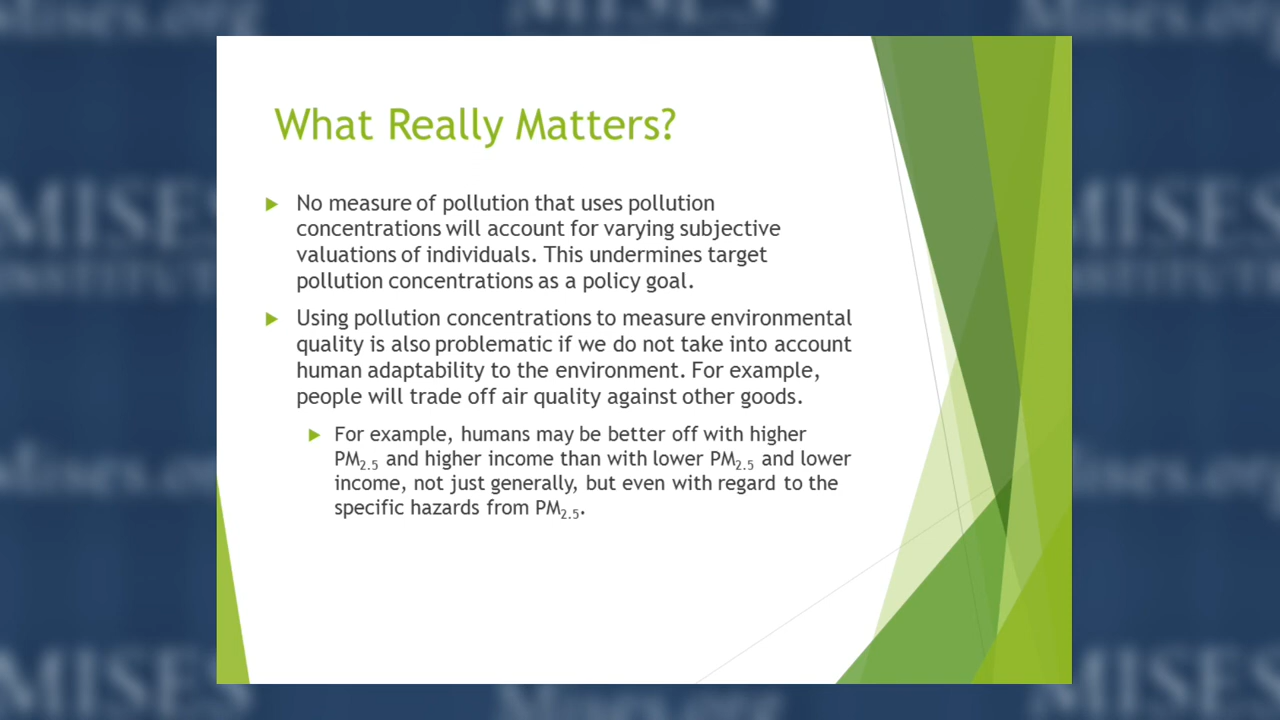 Mises.org
MISES
Mises.org
What Really Matters?
No measure of pollution that uses pollution
concentrations will account for varying subjective
valuations of individuals. This undermines target
pollution concentrations as a policy goal.
Using pollution concentrations to measure environmental
quality is also problematic if we do not take into account
human adaptability to the environment. For example,
people will trade off air quality against other goods.
For example, humans may be better off with higher
PM2.5 and higher income than with lower PM2.5 and lower
income, not just generally, but even with regard to the
specific hazards from PM2.5.